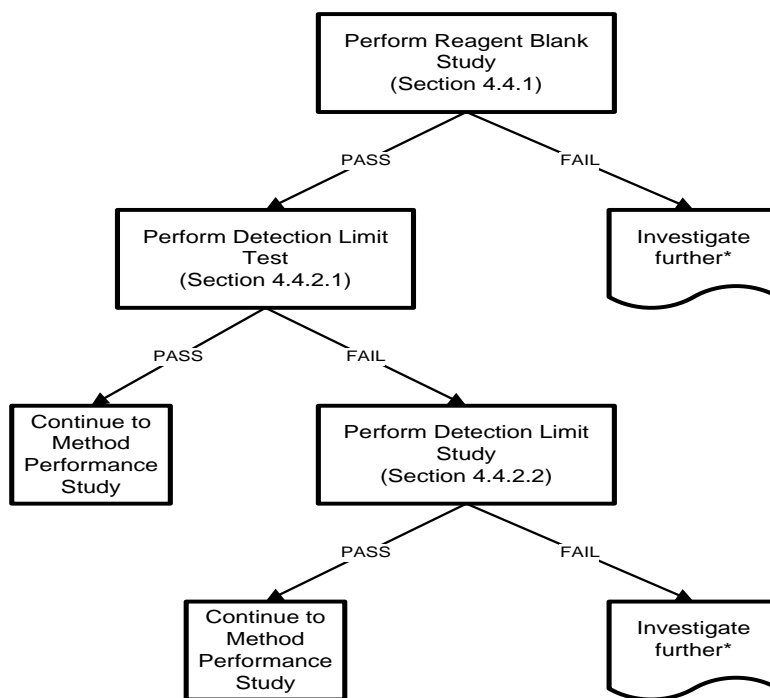 Perform Reagent Blank
Study
(Section 4.4.1)
PASS
FAIL
Perform Detection Limit
Test
(Section 4.4.2.1)
Investigate
further*
PASS
FAIL
Continue to
Method
Performance
Study
Perform Detection Limit
Study
(Section 4.4.2.2)
PASS
FAIL
Continue to
Method
Performance
Study
Investigate
further*